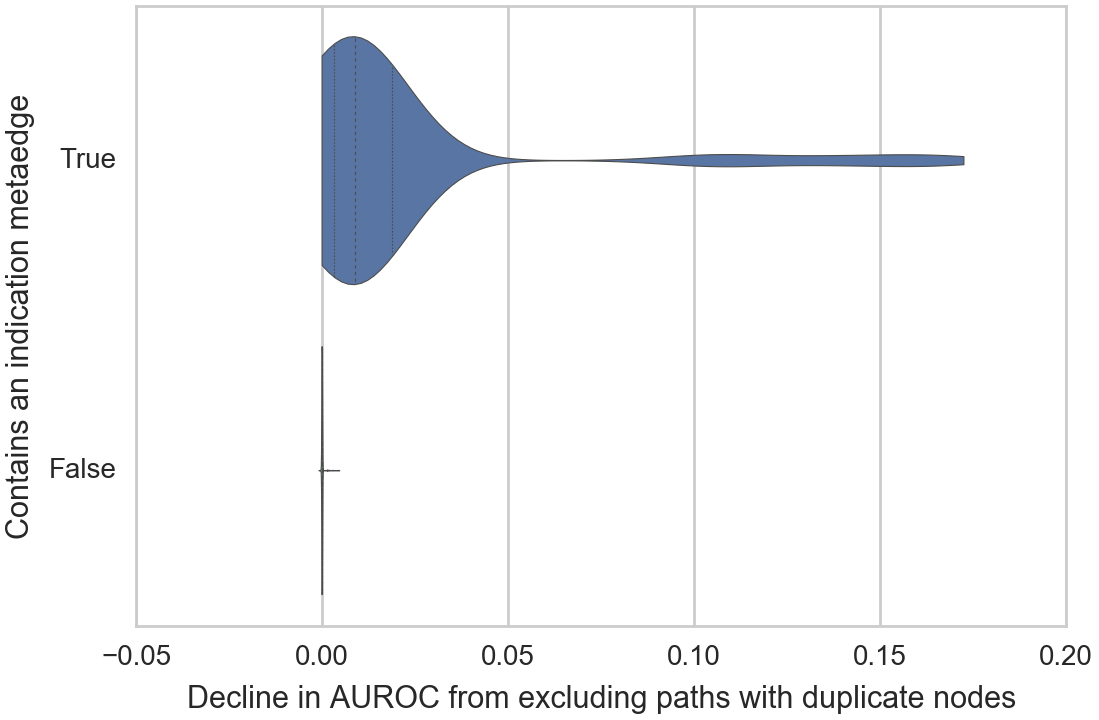 Contains an indication metaedge
True
False
−0.05
0.00
0.05
0.10
0.15
0.20
Decline in AUROC from excluding paths with duplicate nodes